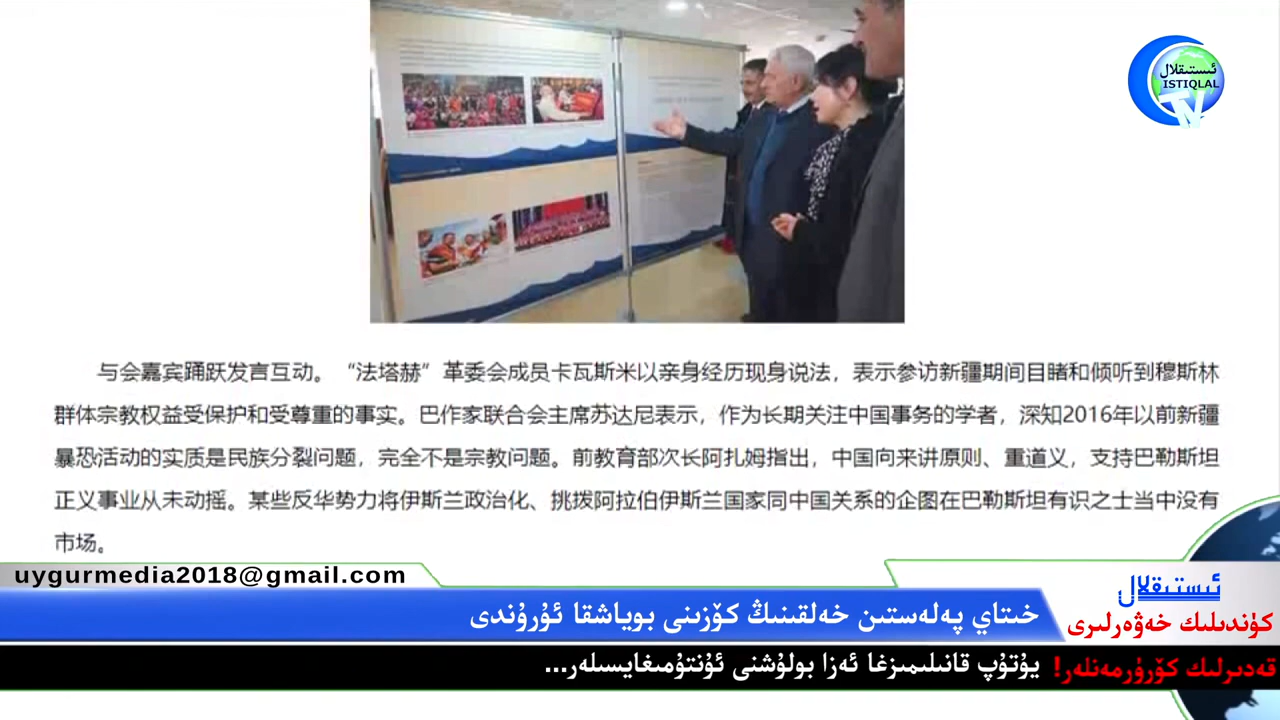 ئىستىقلال
ISTIQLAL
TV
与会嘉宾踊跃发言互动。“法塔赫”革委会成员卡瓦斯米以亲身经历现身说法，表示参访新疆期间目睹和倾听到穆斯林
群体宗教权益受保护和受尊重的事实。巴作家联合会主席苏达尼表示，作为长期关注中国事务的学者，深知2016年以前新疆
暴恐活动的实质是民族分裂问题，完全不是宗教问题。前教育部次长阿扎姆指出，中国向来讲原则、重道义，支持巴勒斯坦
正义事业从未动摇。某些反华势力将伊斯兰政治化、挑拨阿拉伯伊斯兰国家同中国关系的企图在巴勒斯坦有识之士当中没有
市场。
uygurmedia2018@gmail.com
ئىستىقلال
كۈندىلىك خەۋەرلىرى
خىتاي پەلەستىن خەلقىنىڭ كۆزىنى بوياشقا ئۇرۇندى
قەدىرلىك كۆرۈرمەنلەر! يۇتۇپ قانىلىمىزغا ئەزا بولۇشنى ئۇنتۇمىغايسىلەر...